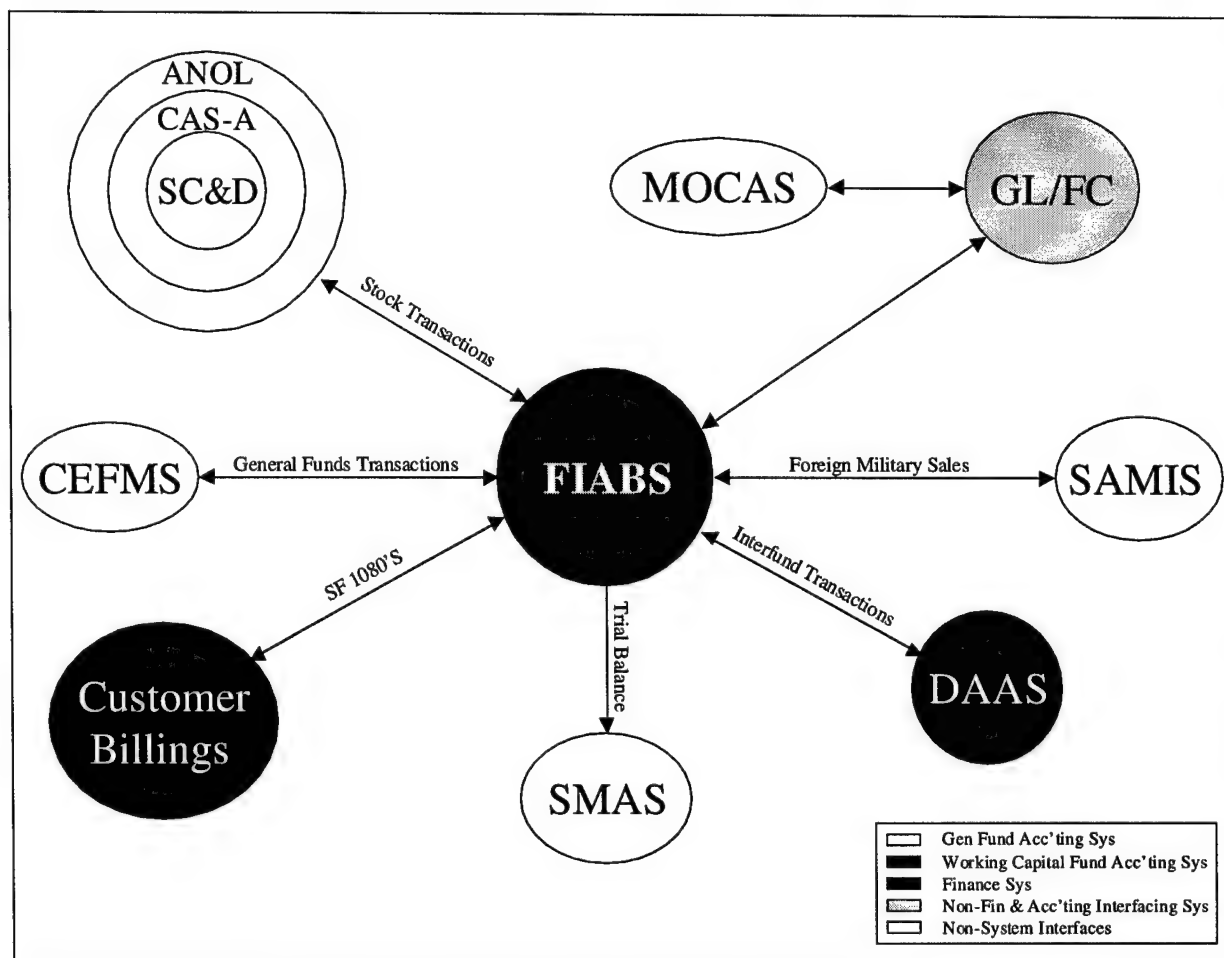 ANOL
CAS-A
SC&D
MOCAS
GL/FC
Stock Transactions
CEFMS
General Funds Transactions
FIABS
Foreign Military Sales
SAMIS
SF 1080'S
Trial Balance
Interfund Transactions
Customer
Billings
DAAS
SMAS
Gen Fund Acc'ting Sys
Working Capital Fund Acc'ting Sys
Finance Sys
Non-Fin & Acc'ting Interfacing Sys
Non-System Interfaces